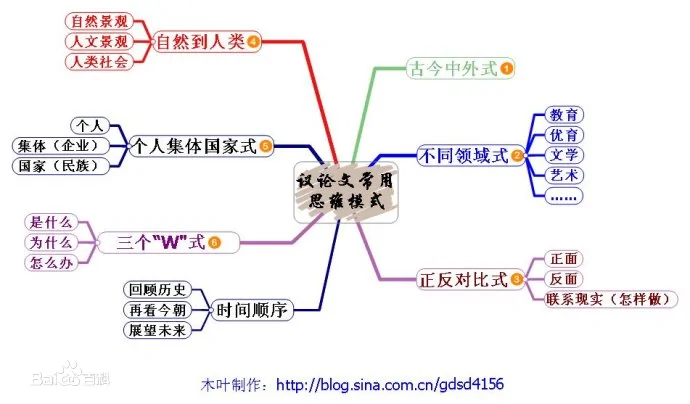 议论文常用
思维模式
古今中外式 1
不同领域式 2
教育
优育
文学
艺术
……
正反对比式 3
正面
反面
联系现实（怎样做）
自然到人类 4
自然景观
人文景观
人类社会
个人集体国家式 5
个人
集体（企业）
国家（民族）
三个“W”式 6
是什么
为什么
怎么办
时间顺序
回顾历史
再看今朝
展望未来
Baidu百科
木叶制作：http://blog.sina.com.cn/gdsd4156